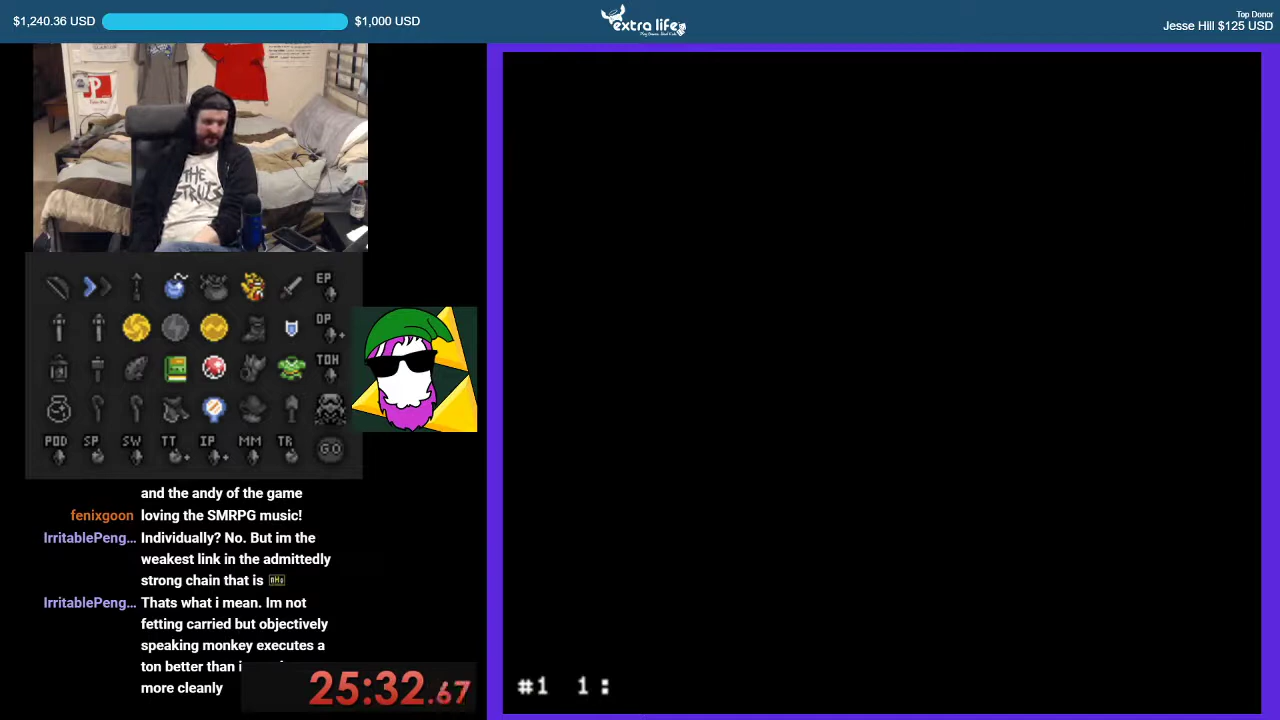 $1,240.36 USD
$1,000 USD
extra life
Top Donor
Jesse Hill $125 USD
THE
STRUTS
EP
DP
TOH
POD SP SW TT IP MM TR
GO
and the andy of the game
fenixgoon loving the SMRPG music!
IrritablePeng… Individually? No. But im the
weakest link in the admittedly
strong chain that is
IrritablePeng… Thats what i mean. Im not
fetting carried but objectively
speaking monkey executes a
ton better than i
more cleanly
25:32.67
#1 1: